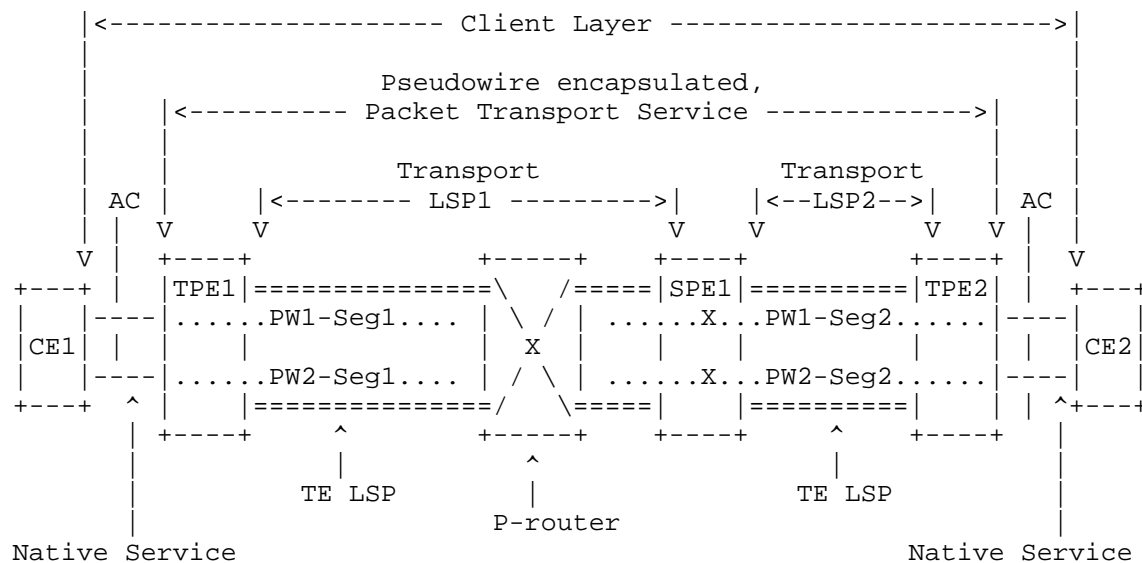 |<--------------------- Client Layer ------------------------>|
Pseudowire encapsulated,
|<---------- Packet Transport Service ------------->|
Transport Transport
AC |<-------- LSP1 --------->| |<--LSP2-->| AC
V V V V V V
V +----+ +-----+ +----+ +----+ V
+---+ | |TPE1|===============\ /=====|SPE1|==========|TPE2| | +---+
| |----|......PW1-Seg1.... | \ / | ......X...PW1-Seg2......|----| |
|CE1| | | | | X | | | | | | |CE2|
| |----|......PW2-Seg1.... | / \ | ......X...PW2-Seg2......|----| |
+---+ ^ | |===============/ \=====| |==========| | | ^+---+
+----+ ^ +-----+ +----+ ^ +----+
| ^ |
TE LSP | TE LSP
P-router
Native Service Native Service